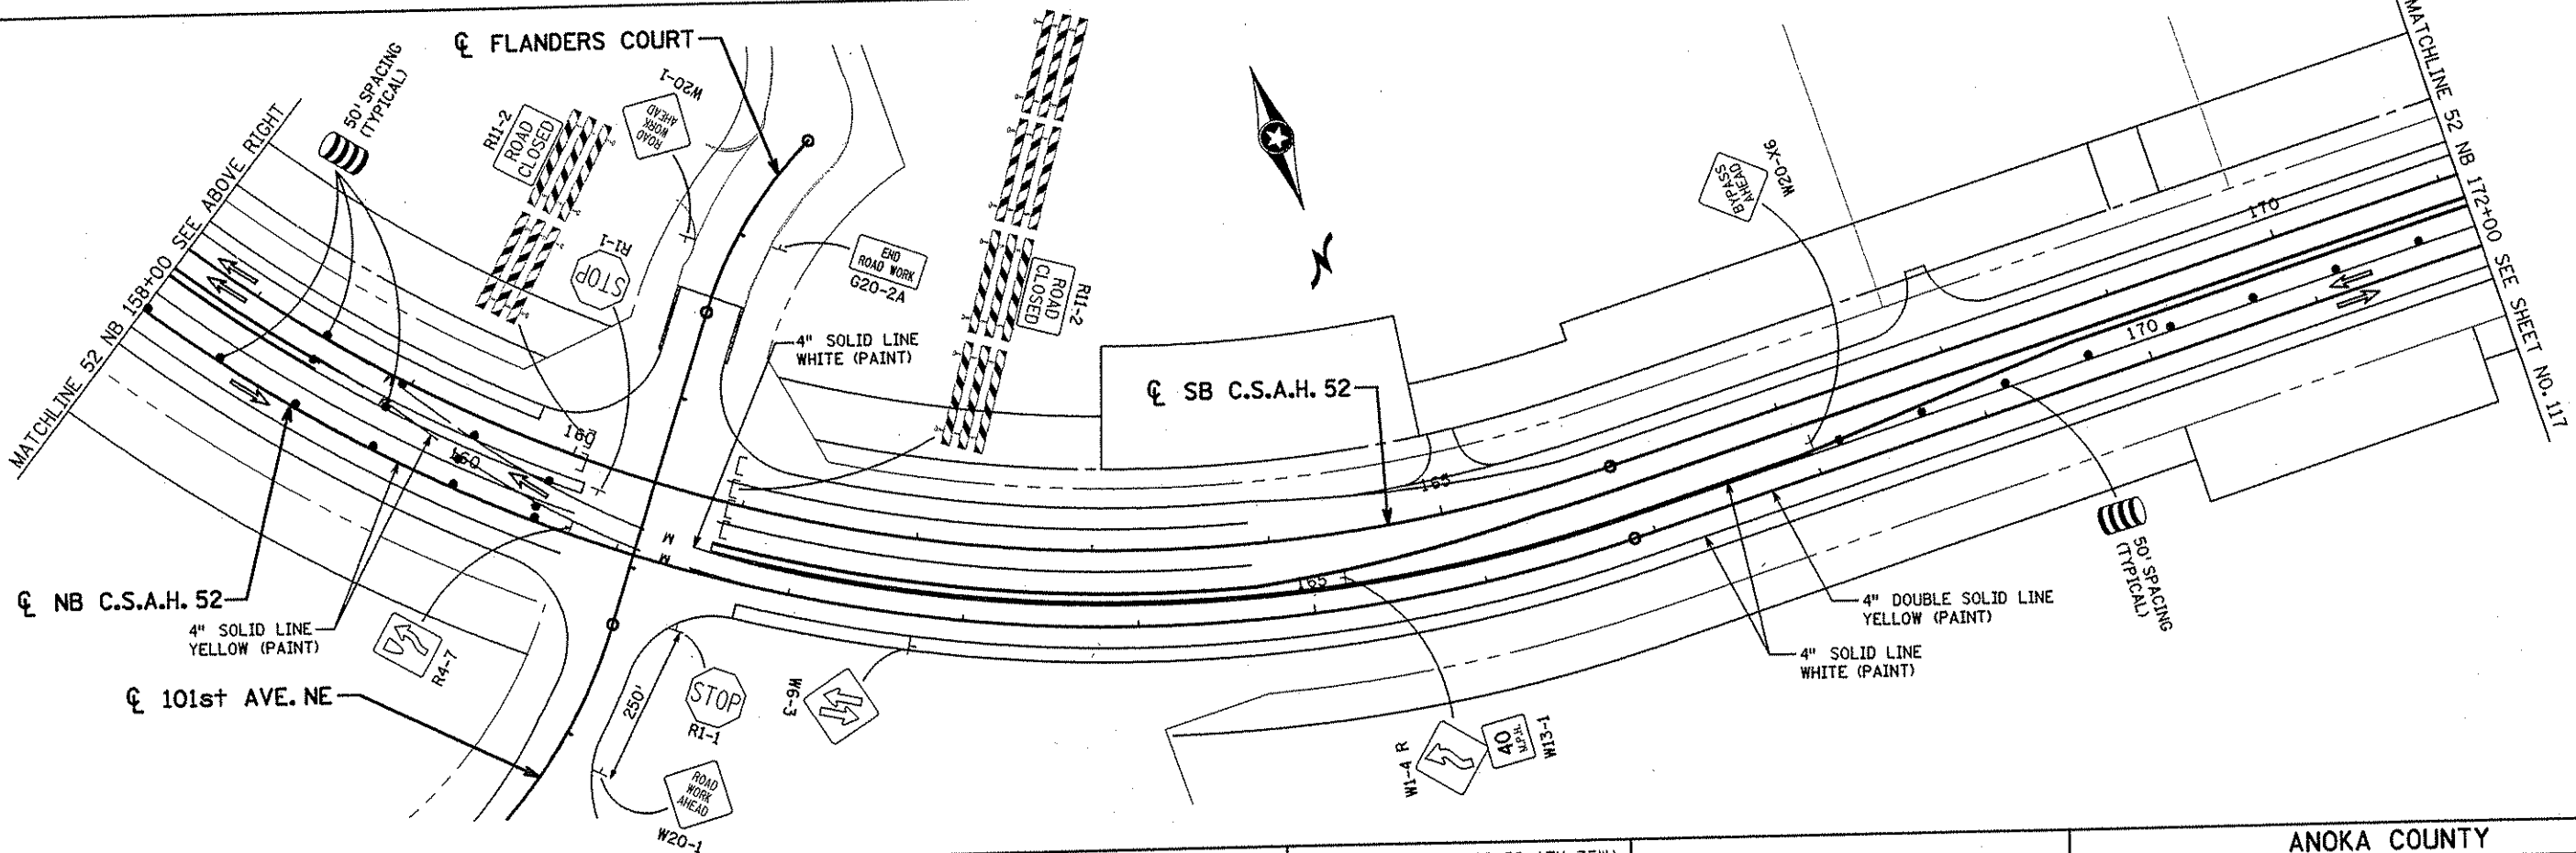 ℄ FLANDERS COURT
50' SPACING
(TYPICAL)
MATCHLINE 52 NB 158+00 SEE ABOVE RIGHT
R11-2
ROAD
CLOSED
W20-1
ROAD
WORK
AHEAD
R1-1
STOP
END
ROAD WORK
G20-2A
4" SOLID LINE
WHITE (PAINT)
ROAD
CLOSED
R11-2
W20-X6
BYPASS
AHEAD
MATCHLINE 52 NB 172+00 SEE SHEET NO. 117
170
170
℄ SB C.S.A.H. 52
160
160
165
165
M
M
℄ NB C.S.A.H. 52
4" SOLID LINE
YELLOW (PAINT)
R4-7
℄ 101st AVE. NE
250'
STOP
R1-1
W6-3
ROAD
WORK
AHEAD
W20-1
W1-4 R
40
M.P.H.
W13-1
4" DOUBLE SOLID LINE
YELLOW (PAINT)
4" SOLID LINE
WHITE (PAINT)
50' SPACING
(TYPICAL)
ANOKA COUNTY